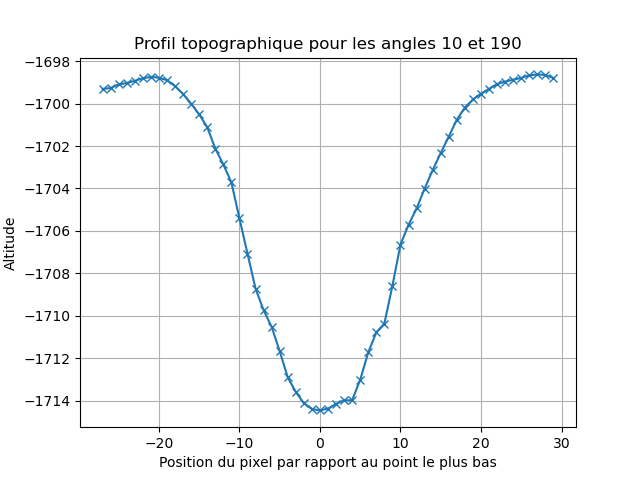 Profil topographique pour les angles 10 et 190
−1698
−1700
−1702
−1704
−1706
−1708
−1710
−1712
−1714
Altitude
−20 −10 0 10 20 30
Position du pixel par rapport au point le plus bas